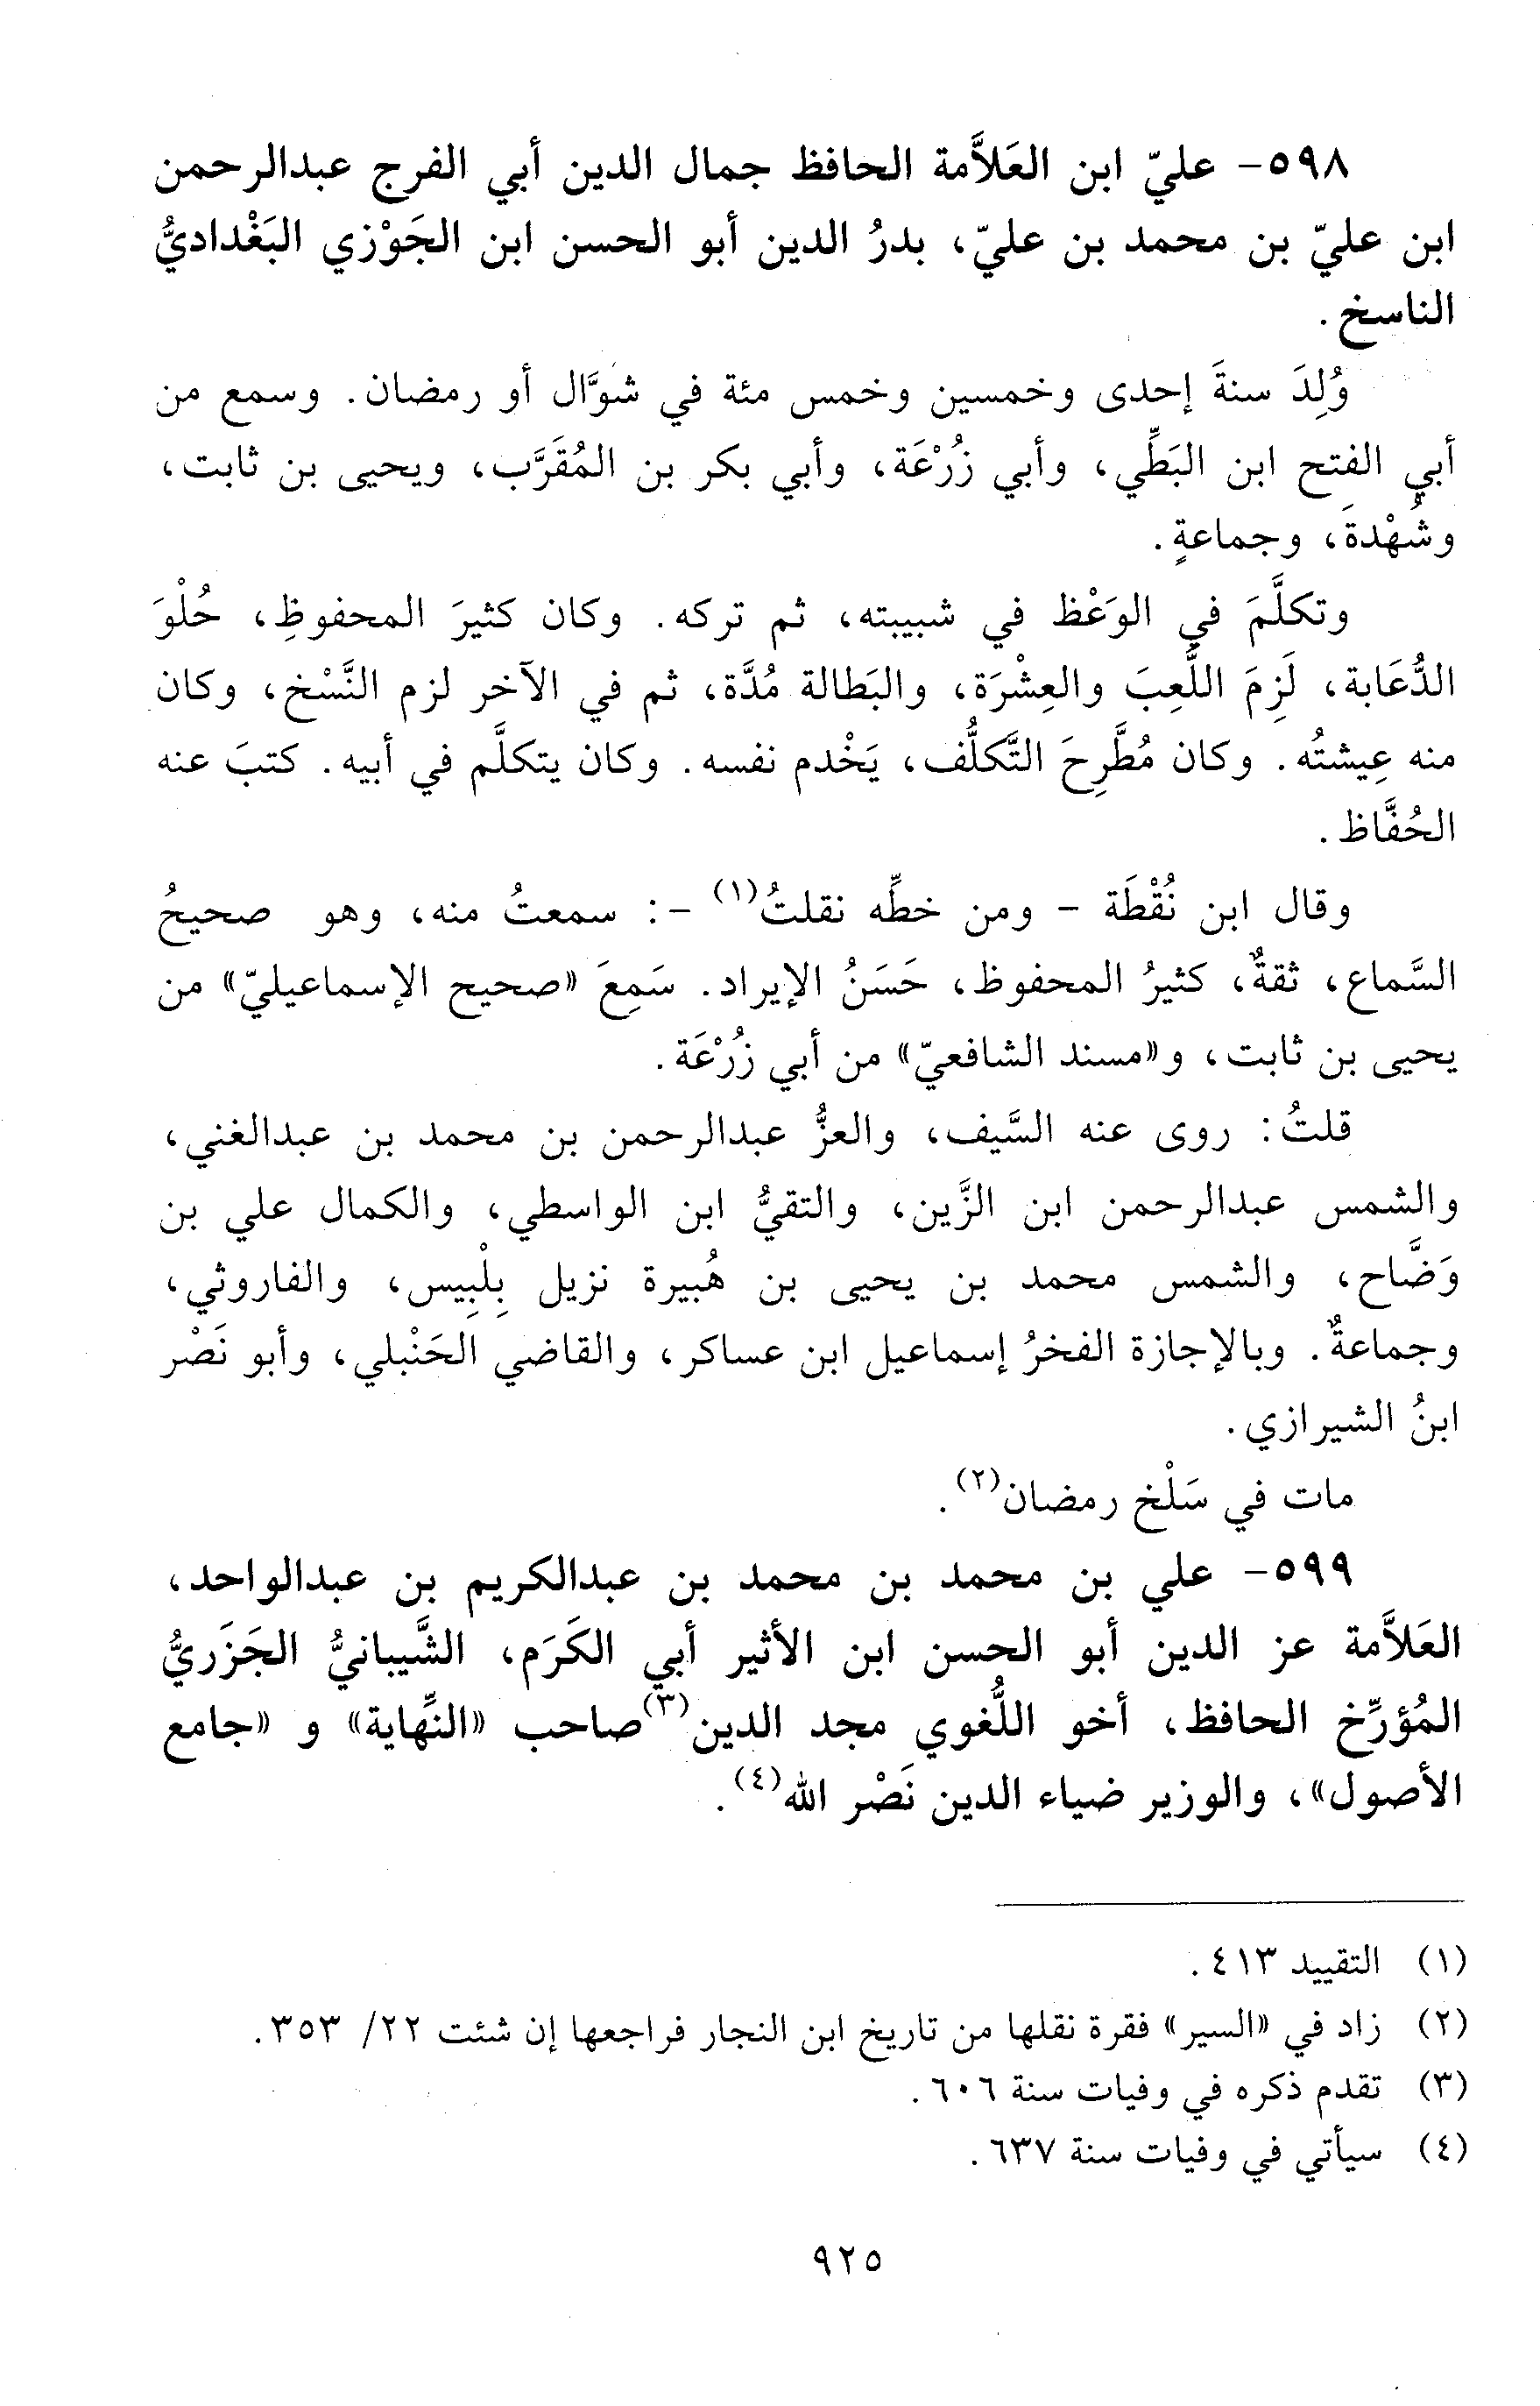 ٥٩٨- عليّ ابن العَلاَّمة الحافظ جمال الدين أبي الفرج عبدالرحمن
ابن عليّ بن محمد بن عليّ، بدرُ الدين أبو الحسن ابن الجَوْزي البَغْداديُّ
الناسخ.
وُلِدَ سنةَ إحدى وخمسين وخمس مئة في شوَّال أو رمضان. وسمع من
أبي الفتح ابن البَطِّي، وأبي زُرْعَة، وأبي بكر بن المُقَرَّب، ويحيى بن ثابت،
وشُهْدةَ، وجماعةٍ.
وتكلَّمَ في الوَعْظ في شبيبته، ثم تركه. وكان كثيرَ المحفوظِ، حُلْوَ
الدُّعَابة، لَزِمَ اللَّعِبَ والعِشْرَة، والبَطالة مُدَّة، ثم في الآخر لزم النَّسْخ، وكان
منه عِيشتُه. وكان مُطَّرِحَ التَّكلُّف، يَخْدم نفسه. وكان يتكلَّم في أبيه. كتبَ عنه
الحُفَّاظ.
وقال ابن نُقْطَة - ومن خطِّه نقلتُ(١) -: سمعتُ منه، وهو صحيحُ
السَّماع، ثقةٌ، كثيرُ المحفوظ، حَسَنُ الإيراد. سَمِعَ «صحيح الإسماعيليّ» من
يحيى بن ثابت، و«مسند الشافعيّ» من أبي زُرْعَة.
قلتُ: روى عنه السَّيف، والعزُّ عبدالرحمن بن محمد بن عبدالغني،
والشمس عبدالرحمن ابن الزَّين، والتقيُّ ابن الواسطي، والكمال علي بن
وَضَّاح، والشمس محمد بن يحيى بن هُبيرة نزيل بِلْبِيس، والفاروثي،
وجماعةٌ. وبالإجازة الفخرُ إسماعيل ابن عساكر، والقاضي الحَنْبلي، وأبو نَصْر
ابنُ الشيرازي.
مات في سَلْخ رمضان(٢).
٥٩٩- علي بن محمد بن محمد بن عبدالكريم بن عبدالواحد،
العَلاَّمة عز الدين أبو الحسن ابن الأثير أبي الكَرَم، الشَّيبانيُّ الجَزَريُّ
المُؤرِّخ الحافظ، أخو اللُّغوي مجد الدين(٣)صاحب «النِّهاية» و «جامع
الأصول»، والوزير ضياء الدين نَصْر الله(٤).
(١) التقييد ٤١٣.
(٢) زاد في «السير» فقرة نقلها من تاريخ ابن النجار فراجعها إن شئت ٢٢/ ٣٥٣.
(٣) تقدم ذكره في وفيات سنة ٦٠٦.
(٤) سيأتي في وفيات سنة ٦٣٧.
٩٢٥